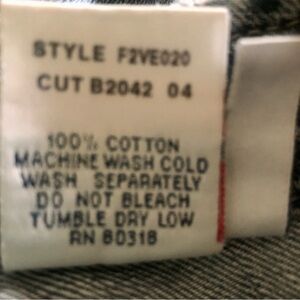 STYLE F2VE020
CUT B2042 04
100% COTTON
MACHINE WASH COLD
WASH SEPARATELY
DO NOT BLEACH
TUMBLE DRY LOW
RN 80318